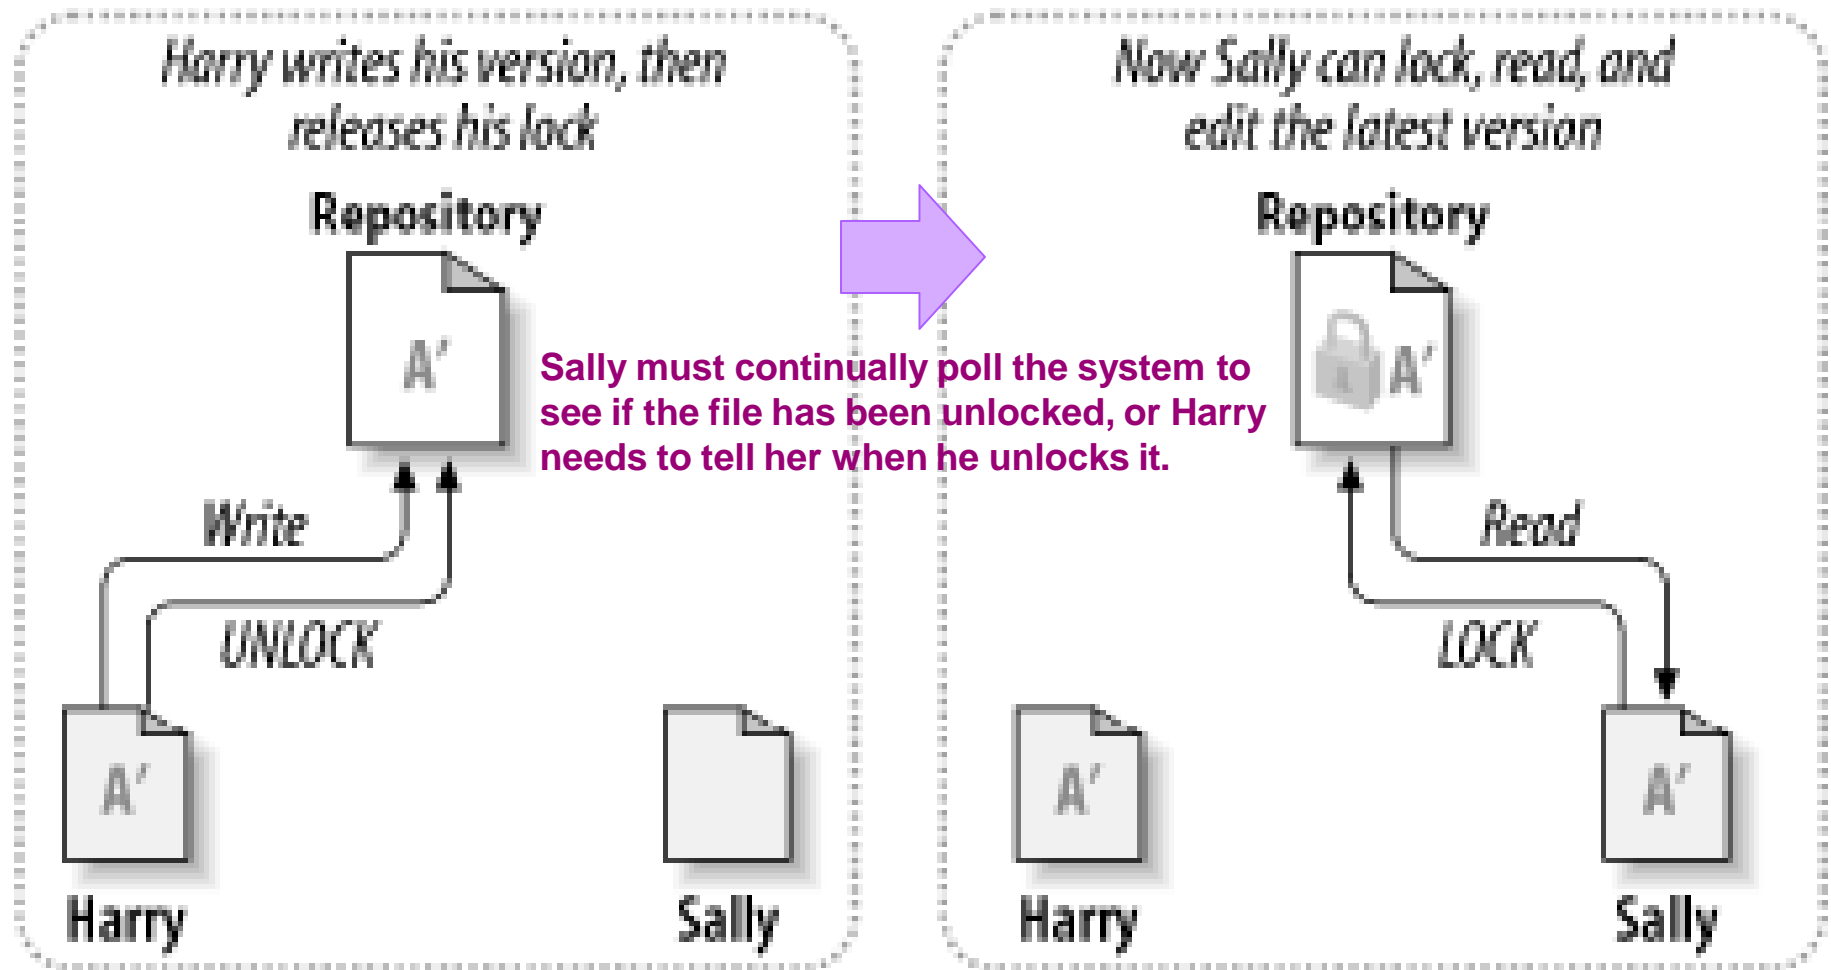 Harry writes his version, then
releases his lock
Repository
A′
Write
UNLOCK
A′
Harry
Sally
Sally must continually poll the system to
see if the file has been unlocked, or Harry
needs to tell her when he unlocks it.
Now Sally can lock, read, and
edit the latest version
Repository
A′
Read
LOCK
A′
Harry
A′
Sally